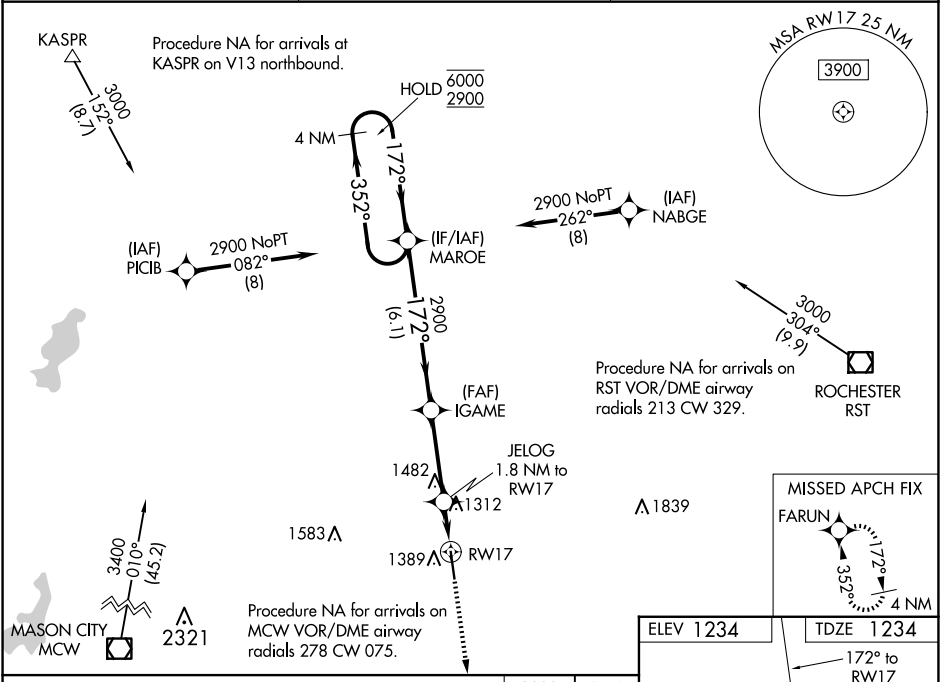 KASPR
3000
152°
(8.7)
Procedure NA for arrivals at
KASPR on V13 northbound.
HOLD 6000
2900
4 NM
172°
352°
MSA RW17 25 NM
3900
(IAF)
PICIB
2900 NoPT
082°
(8)
(IF/IAF)
MAROE
2900 NoPT
262°
(8)
(IAF)
NABGE
2900
172°
(6.1)
3000
304°
(9.9)
ROCHESTER
RST
Procedure NA for arrivals on
RST VOR/DME airway
radials 213 CW 329.
(FAF)
IGAME
JELOG
1.8 NM to
RW17
1482
1312
1839
1583
1389
RW17
MISSED APCH FIX
FARUN
172°
352°
4 NM
3400
010°
(45.2)
MASON CITY
MCW
2321
Procedure NA for arrivals on
MCW VOR/DME airway
radials 278 CW 075.
ELEV 1234
TDZE 1234
172° to
RW17